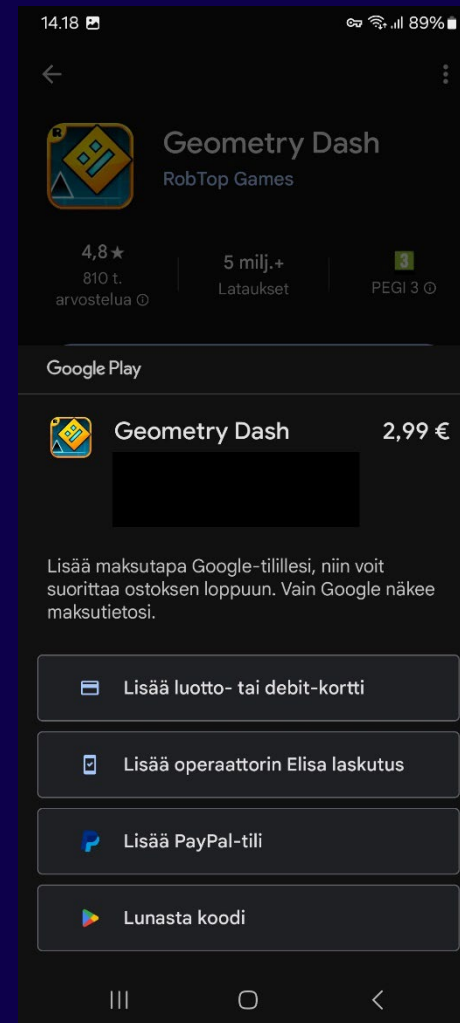 14.18 89%
Geometry Dash
RobTop Games
4,8★ 5 milj.+ 3
810 t. Lataukset PEGI 3
arvostelua
Google Play
Geometry Dash 2,99 €
Lisää maksutapa Google-tilillesi, niin voit
suorittaa ostoksen loppuun. Vain Google näkee
maksutietosi.
Lisää luotto- tai debit-kortti
Lisää operaattorin Elisa laskutus
Lisää PayPal-tili
Lunasta koodi